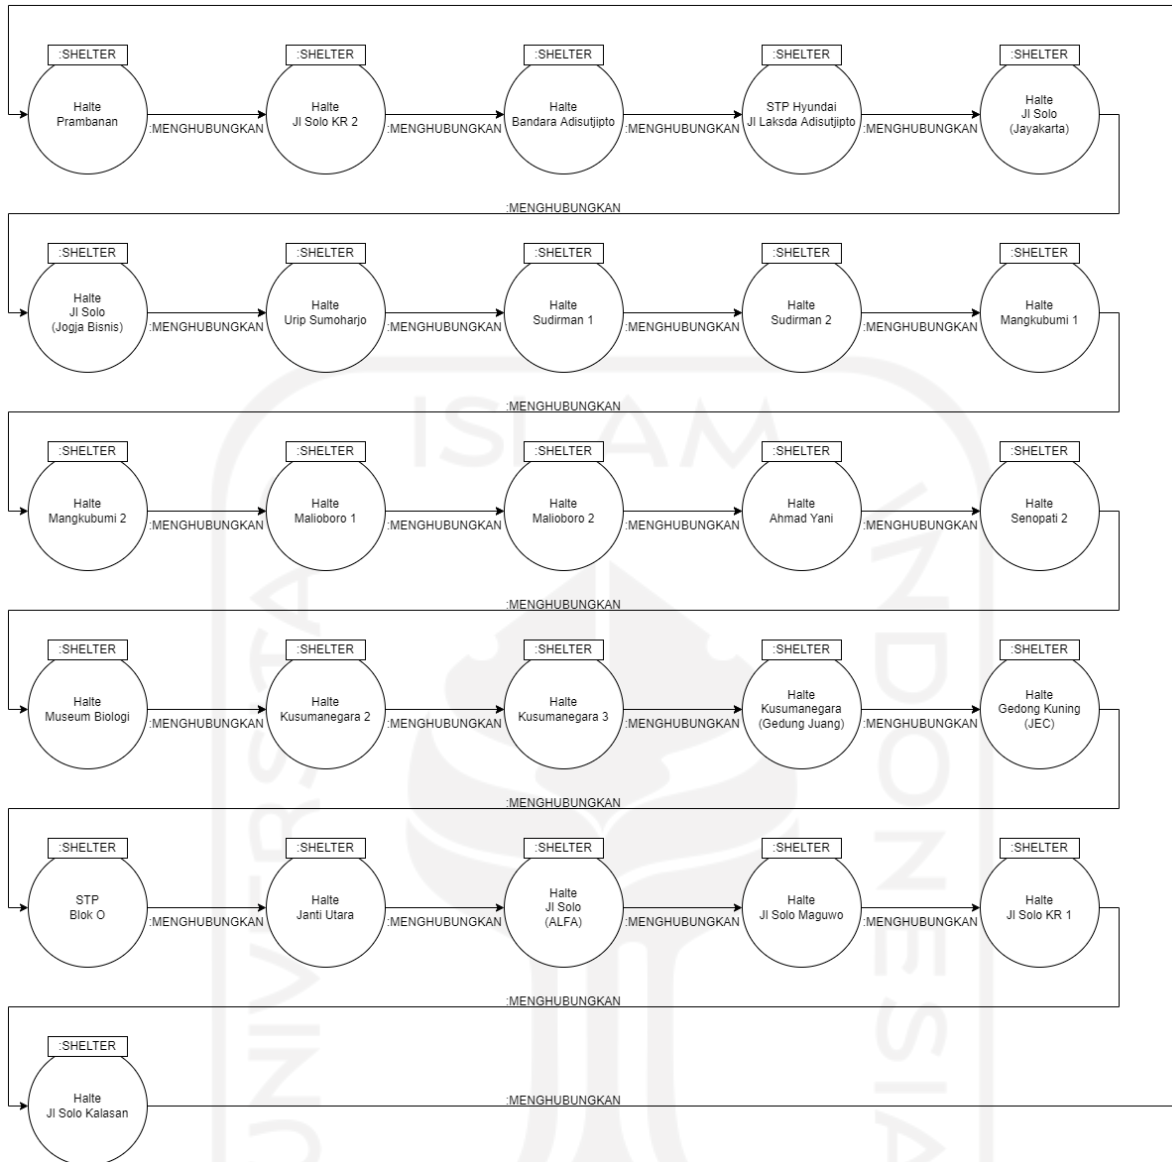 :SHELTER :SHELTER :SHELTER :SHELTER :SHELTER
Halte
Prambanan
:MENGHUBUNGKAN
Halte
Jl Solo KR 2
:MENGHUBUNGKAN
Halte
Bandara Adisutjipto
:MENGHUBUNGKAN
STP Hyundai
Jl Laksda Adisutjipto
:MENGHUBUNGKAN
Halte
Jl Solo
(Jayakarta)
:MENGHUBUNGKAN
:SHELTER :SHELTER :SHELTER :SHELTER :SHELTER
Halte
Jl Solo
(Jogja Bisnis)
:MENGHUBUNGKAN
Halte
Urip Sumoharjo
:MENGHUBUNGKAN
Halte
Sudirman 1
:MENGHUBUNGKAN
Halte
Sudirman 2
:MENGHUBUNGKAN
Halte
Mangkubumi 1
:MENGHUBUNGKAN
:SHELTER :SHELTER :SHELTER :SHELTER :SHELTER
Halte
Mangkubumi 2
:MENGHUBUNGKAN
Halte
Malioboro 1
:MENGHUBUNGKAN
Halte
Malioboro 2
:MENGHUBUNGKAN
Halte
Ahmad Yani
:MENGHUBUNGKAN
Halte
Senopati 2
:MENGHUBUNGKAN
:SHELTER :SHELTER :SHELTER :SHELTER :SHELTER
Halte
Museum Biologi
:MENGHUBUNGKAN
Halte
Kusumanegara 2
:MENGHUBUNGKAN
Halte
Kusumanegara 3
:MENGHUBUNGKAN
Halte
Kusumanegara
(Gedung Juang)
:MENGHUBUNGKAN
Halte
Gedong Kuning
(JEC)
:MENGHUBUNGKAN
:SHELTER :SHELTER :SHELTER :SHELTER :SHELTER
STP
Blok O
:MENGHUBUNGKAN
Halte
Janti Utara
:MENGHUBUNGKAN
Halte
Jl Solo
(ALFA)
:MENGHUBUNGKAN
Halte
Jl Solo Maguwo
:MENGHUBUNGKAN
Halte
Jl Solo KR 1
:MENGHUBUNGKAN
:SHELTER
Halte
Jl Solo Kalasan
:MENGHUBUNGKAN
ISLAM
INDONESIA